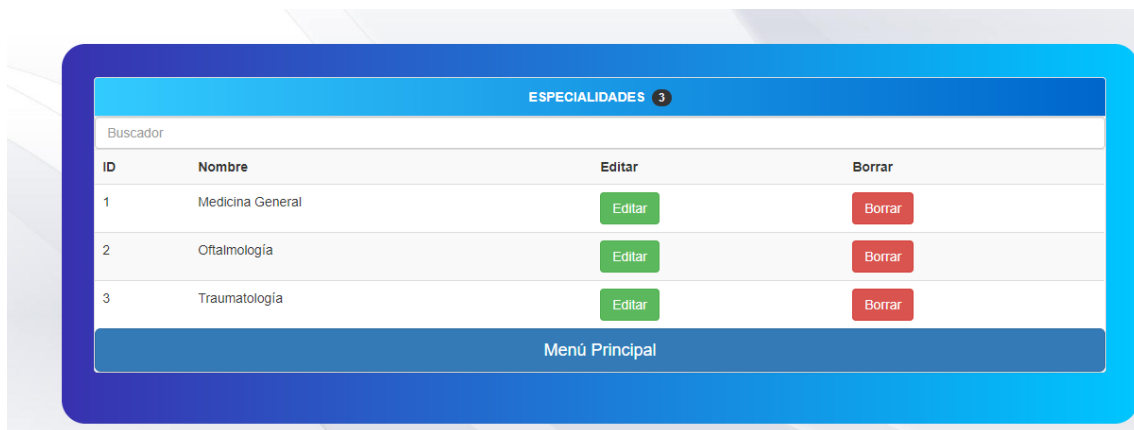 ESPECIALIDADES 3
Buscador
ID Nombre Editar Borrar
1 Medicina General Editar Borrar
2 Oftalmología Editar Borrar
3 Traumatología Editar Borrar
Menú Principal